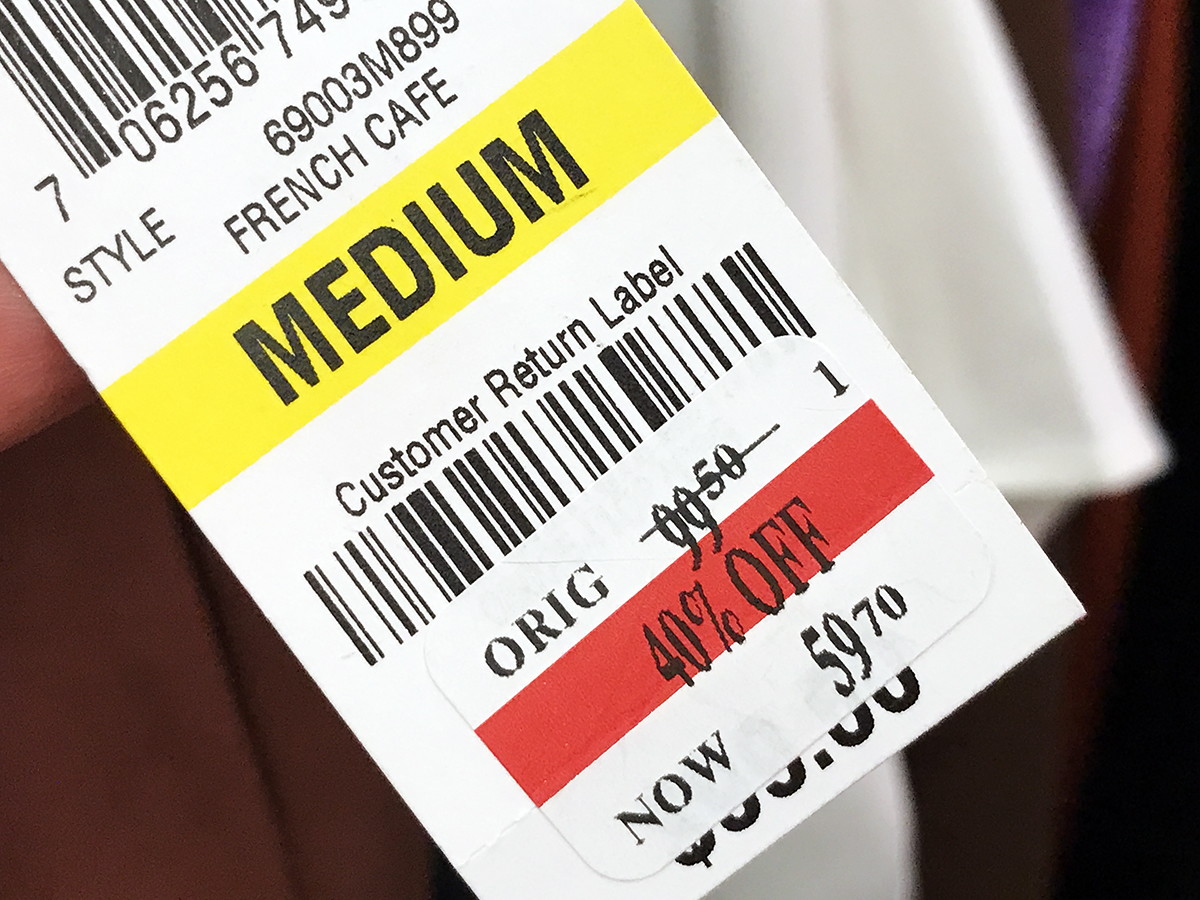 7 06256 749
69003M899
STYLE FRENCH CAFE
MEDIUM
Customer Return Label
1
ORIG 99 50
40% OFF
NOW 59 70